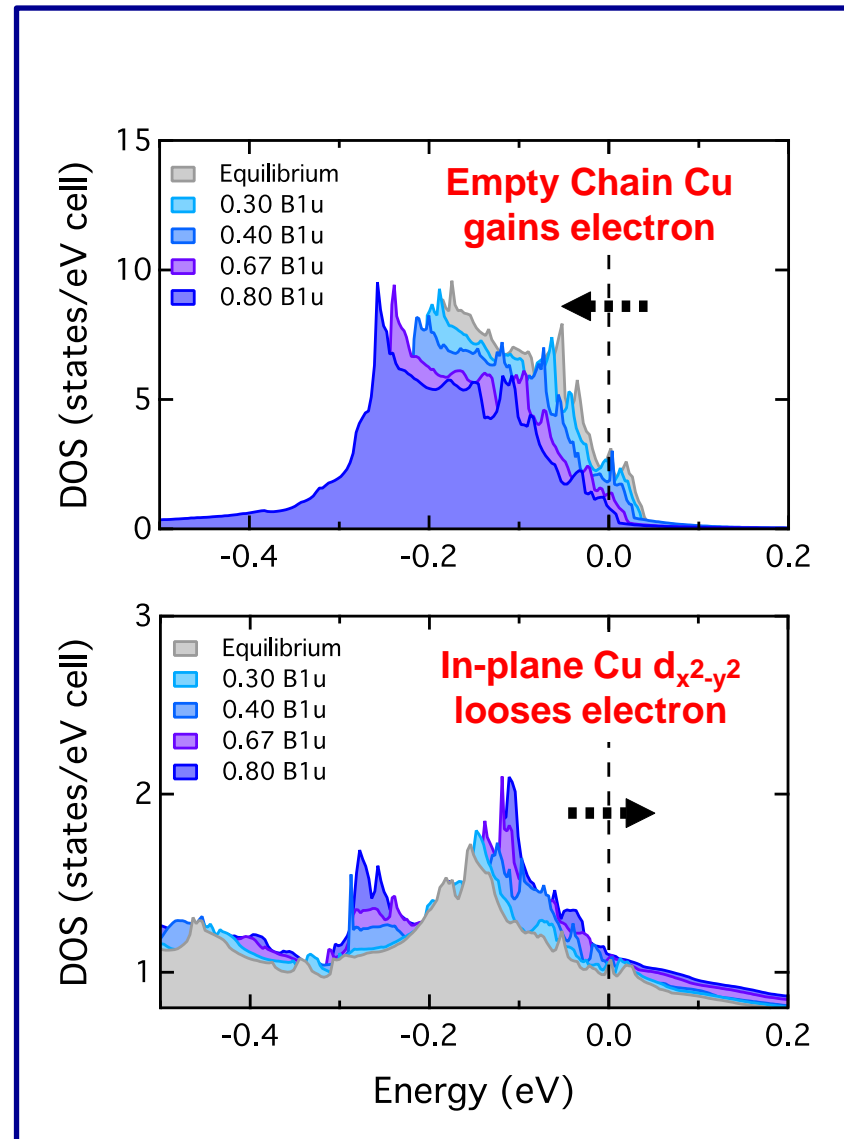 15
10
5
0
DOS (states/eV cell)
Equilibrium
0.30 B1u
0.40 B1u
0.67 B1u
0.80 B1u
Empty Chain Cu
gains electron
-0.4
-0.2
0.0
0.2
3
2
1
DOS (states/eV cell)
Equilibrium
0.30 B1u
0.40 B1u
0.67 B1u
0.80 B1u
In-plane Cu dx2-y2
looses electron
-0.4
-0.2
0.0
0.2
Energy (eV)